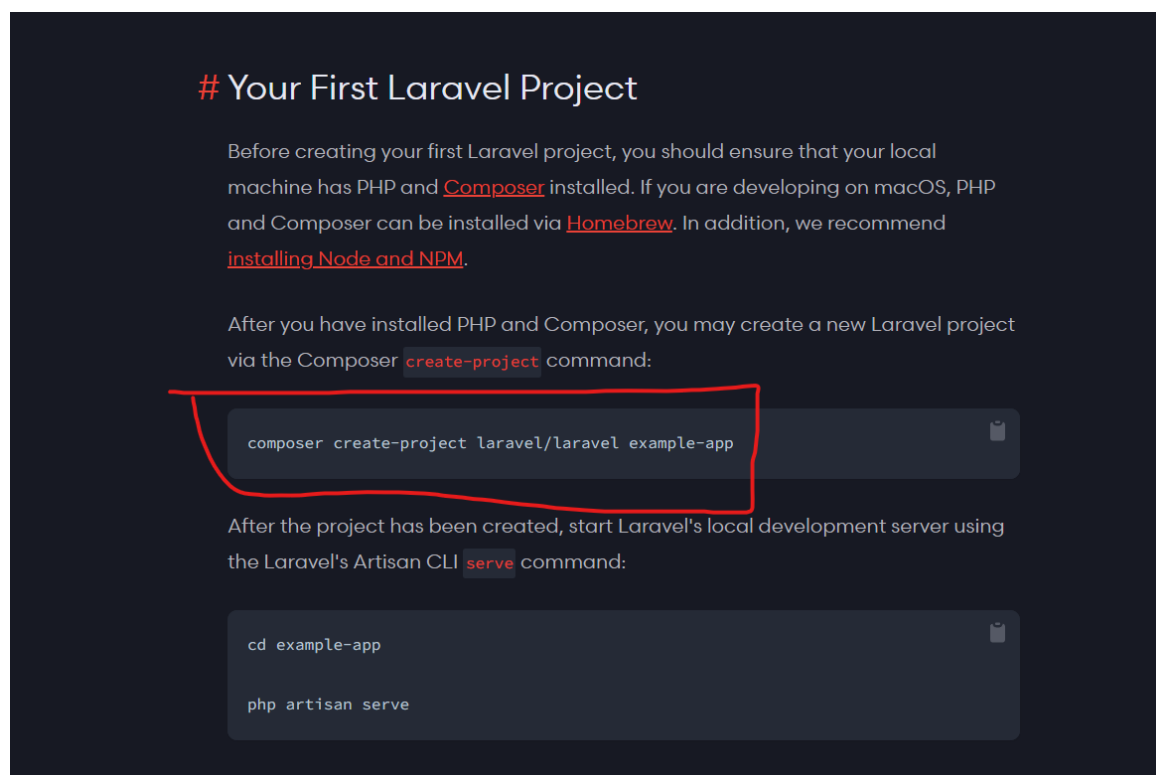 # Your First Laravel Project
Before creating your first Laravel project, you should ensure that your local
machine has PHP and Composer installed. If you are developing on macOS, PHP
and Composer can be installed via Homebrew. In addition, we recommend
installing Node and NPM.
After you have installed PHP and Composer, you may create a new Laravel project
via the Composer create-project command:
composer create-project laravel/laravel example-app
After the project has been created, start Laravel's local development server using
the Laravel's Artisan CLI serve command:
cd example-app
php artisan serve